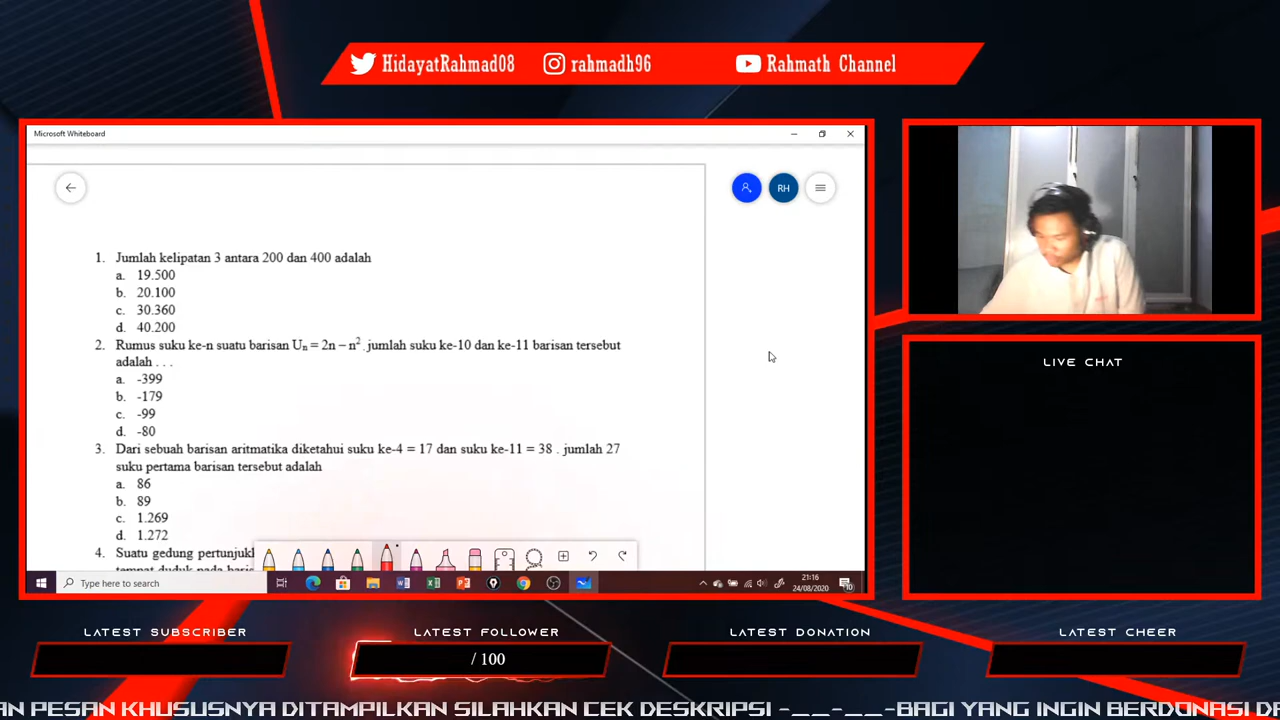 HidayatRahmad08 rahmadh96 Rahmath Channel
Microsoft Whiteboard
RH
1. Jumlah kelipatan 3 antara 200 dan 400 adalah
a. 19.500
b. 20.100
c. 30.360
d. 40.200
2. Rumus suku ke-n suatu barisan Uₙ = 2n – n². jumlah suku ke-10 dan ke-11 barisan tersebut
adalah . . .
a. -399
b. -179
c. -99
d. -80
3. Dari sebuah barisan aritmatika diketahui suku ke-4 = 17 dan suku ke-11 = 38 . jumlah 27
suku pertama barisan tersebut adalah
a. 86
b. 89
c. 1.269
d. 1.272
4. Suatu gedung
tempat duduk pada
Type here to search
21:16
24/08/2020
10
LIVE CHAT
LATEST SUBSCRIBER LATEST FOLLOWER LATEST DONATION LATEST CHEER
/ 100
AN PESAN KHUSUSNYA DITAMPILKAN SILAHKAN CEK DESKRIPSI -__-__-BAGI YANG INGIN BERDONASI